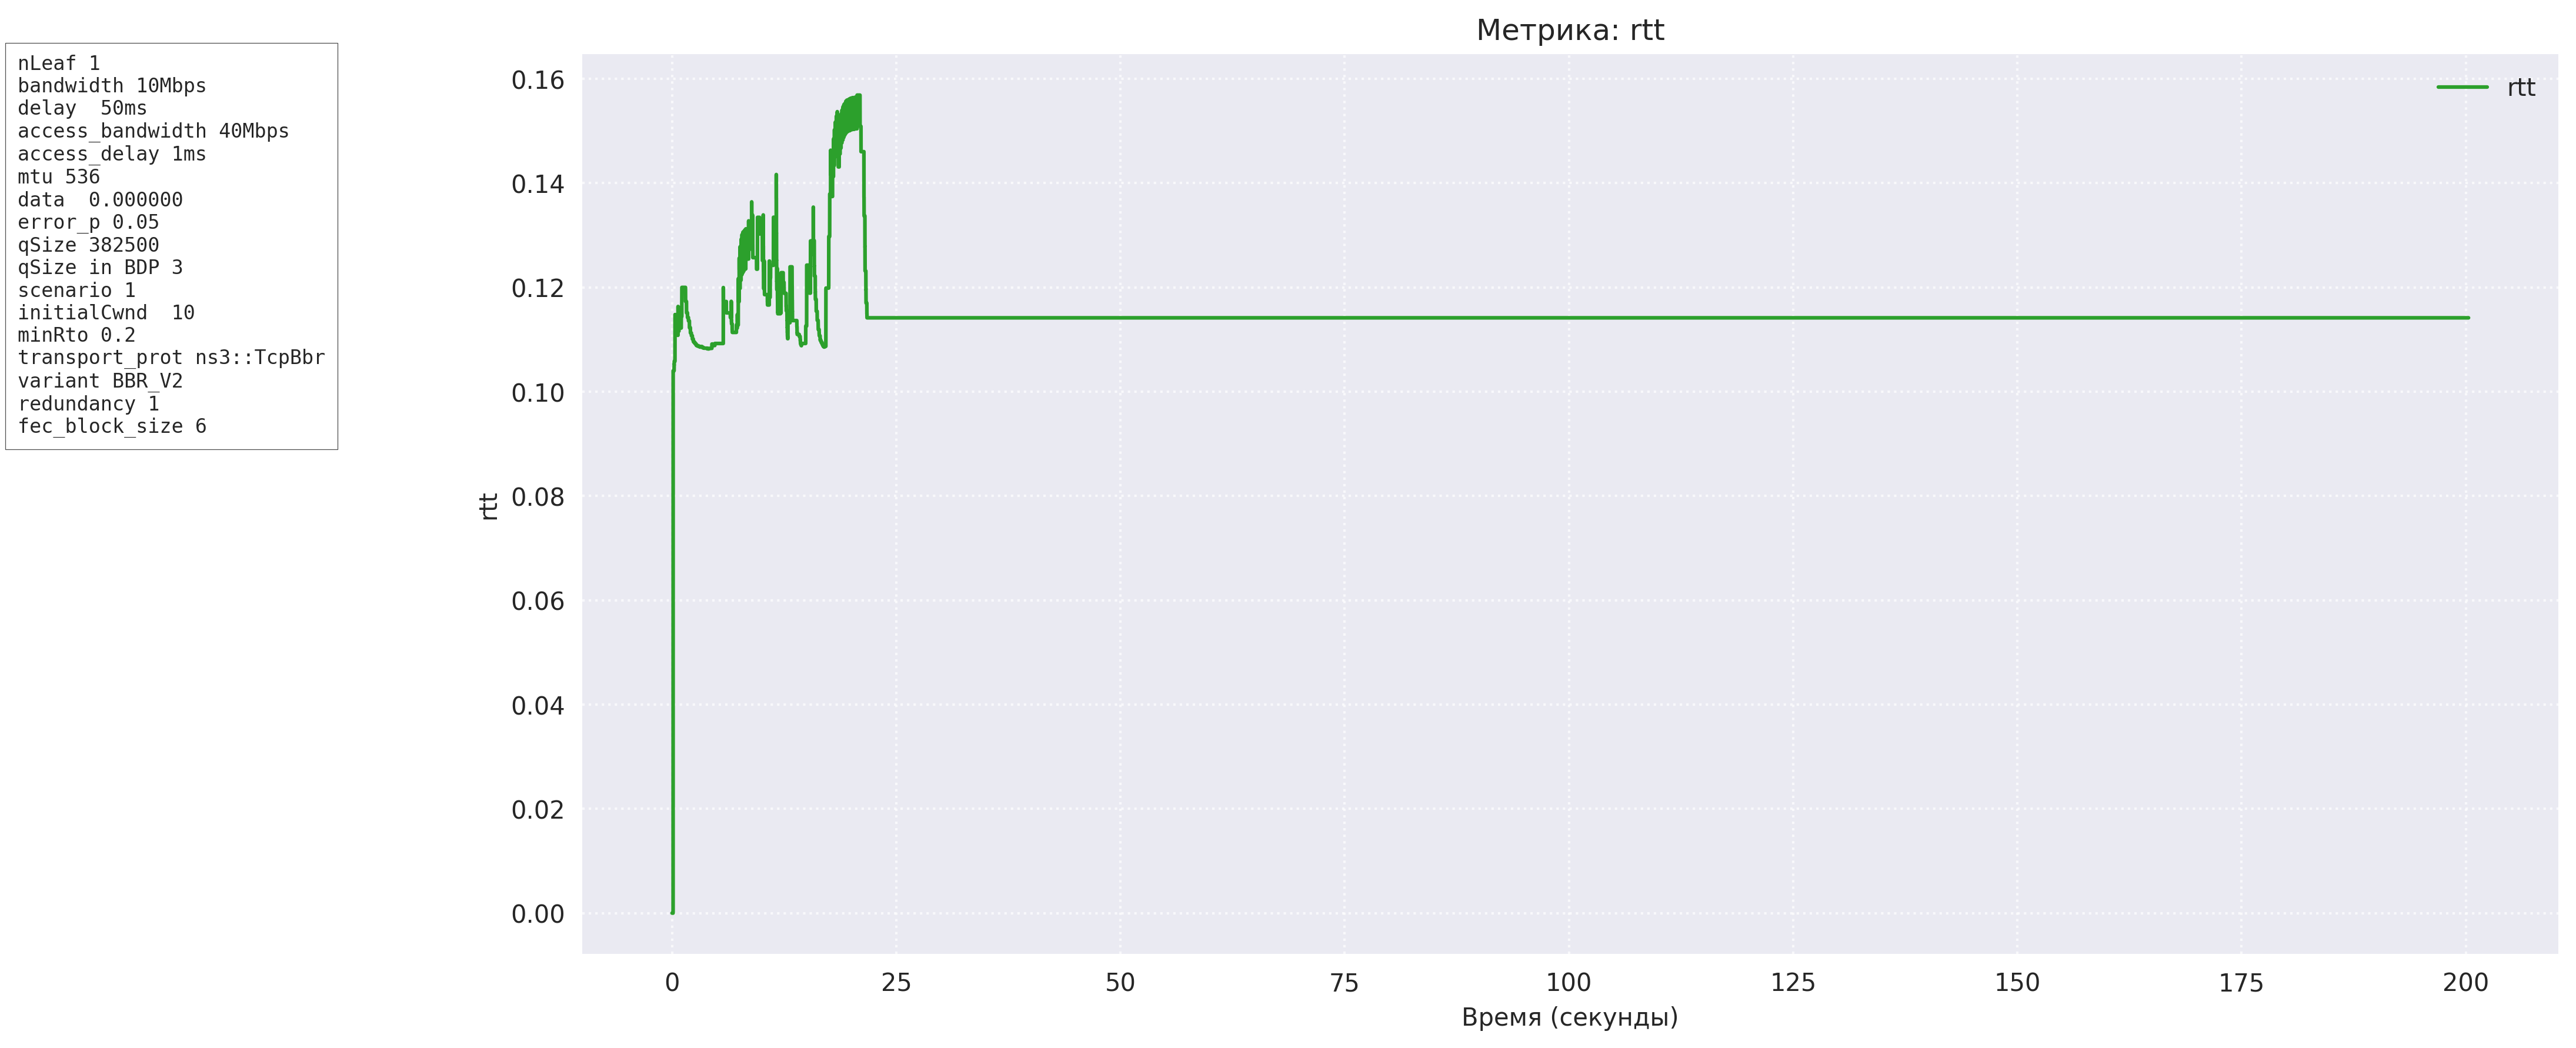 Метрика: rtt
nLeaf 1
bandwidth 10Mbps
delay  50ms
access_bandwidth 40Mbps
access_delay 1ms
mtu 536
data  0.000000
error_p 0.05
qSize 382500
qSize in BDP 3
scenario 1
initialCwnd  10
minRto 0.2
transport_prot ns3::TcpBbr
variant BBR_V2
redundancy 1
fec_block_size 6
rtt
0.16
0.14
0.12
0.10
0.08
0.06
0.04
0.02
0.00
rtt
0 25 50 75 100 125 150 175 200
Время (секунды)